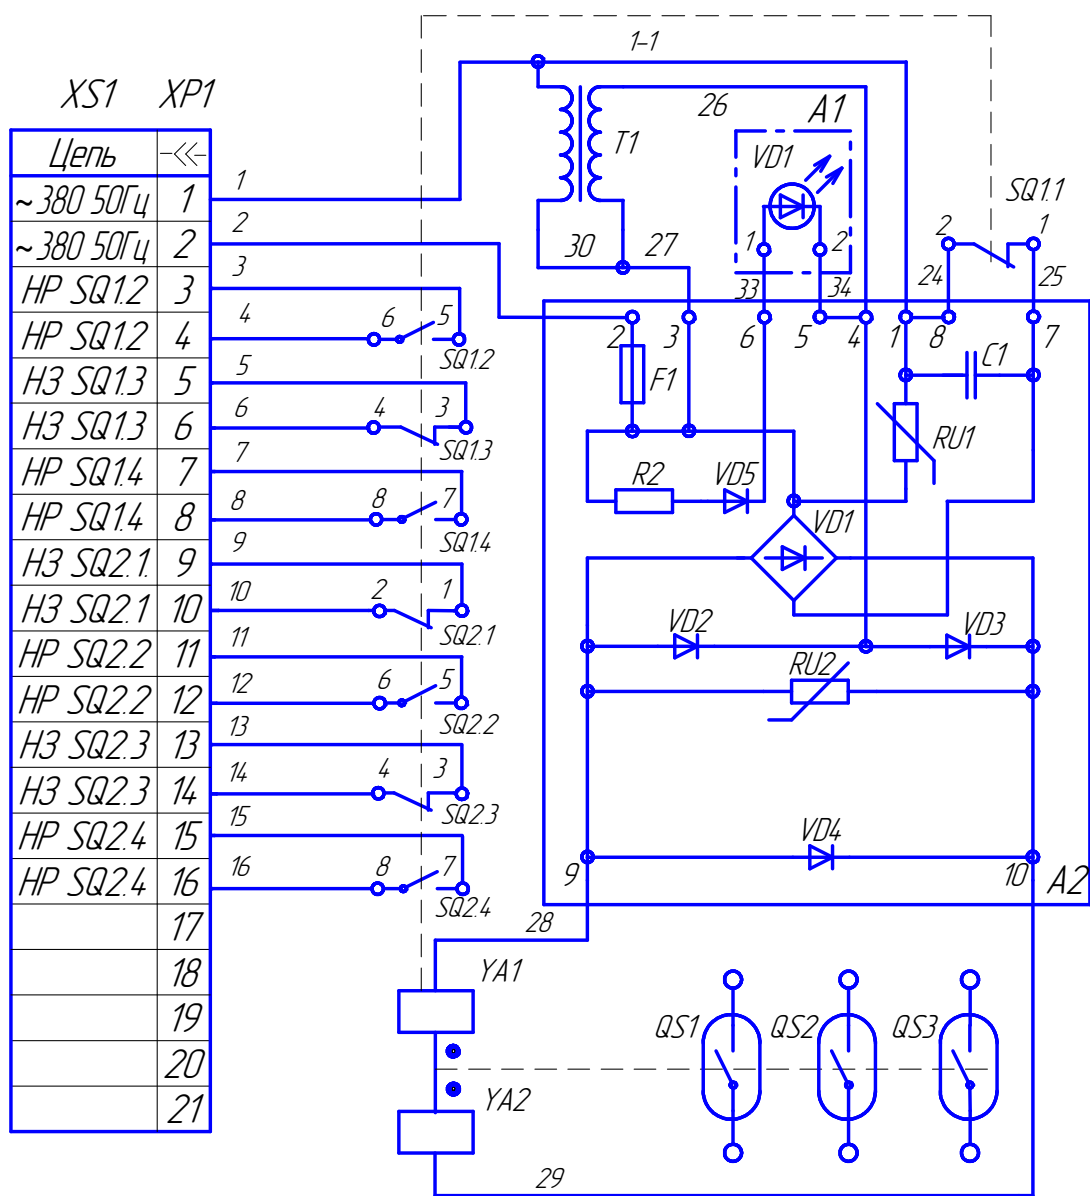 XS1 XP1
Цепь
~380 50Гц 1
~380 50Гц 2
НР SQ1.2 3
НР SQ1.2 4
НЗ SQ1.3 5
НЗ SQ1.3 6
НР SQ1.4 7
НР SQ1.4 8
НЗ SQ2.1. 9
НЗ SQ2.1 10
НР SQ2.2 11
НР SQ2.2 12
НЗ SQ2.3 13
НЗ SQ2.3 14
НР SQ2.4 15
НР SQ2.4 16
17
18
19
20
21
1
2
3
4
5
6
7
8
9
10
11
12
13
14
15
16
6 5
SQ1.2
4 3
SQ1.3
8 7
SQ1.4
2 1
SQ2.1
6 5
SQ2.2
4 3
SQ2.3
8 7
SQ2.4
1-1
26
T1
30 27
A1
VD1
1 2
33 34
SQ1.1
2 1
24 25
2 3 6 5 4 1 8 7
F1
C1
RU1
R2 VD5
VD1
VD2 VD3
RU2
VD4
9 10
A2
28
YA1
YA2
29
QS1 QS2 QS3